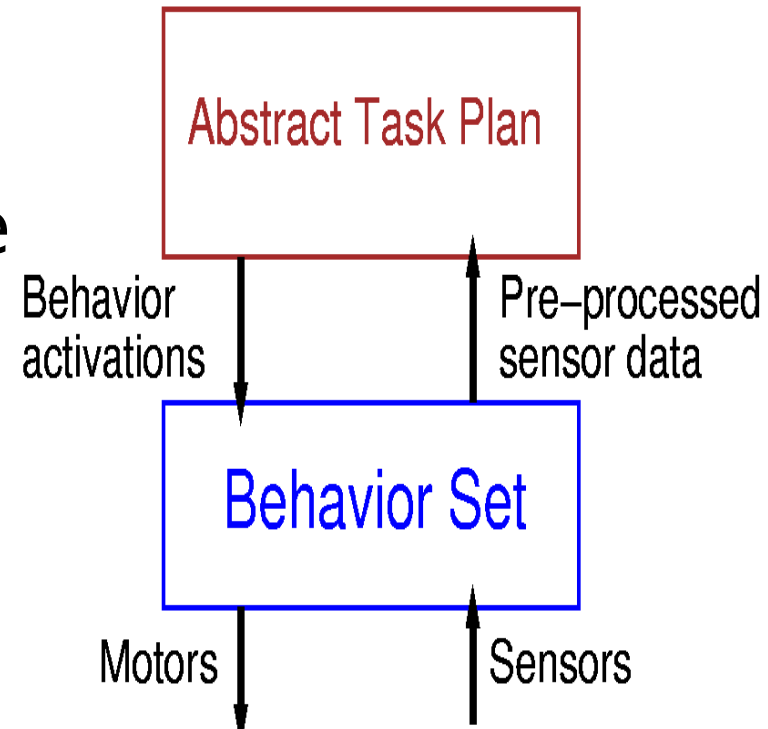 Abstract Task Plan
e
Behavior
activations
Pre–processed
sensor data
Behavior Set
Motors
Sensors